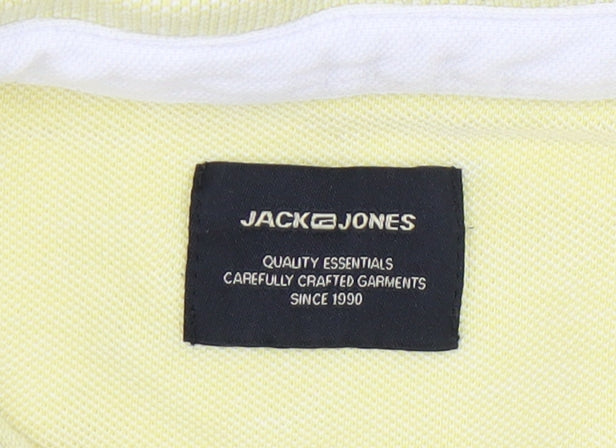 JACK JONES
QUALITY ESSENTIALS
CAREFULLY CRAFTED GARMENTS
SINCE 1990